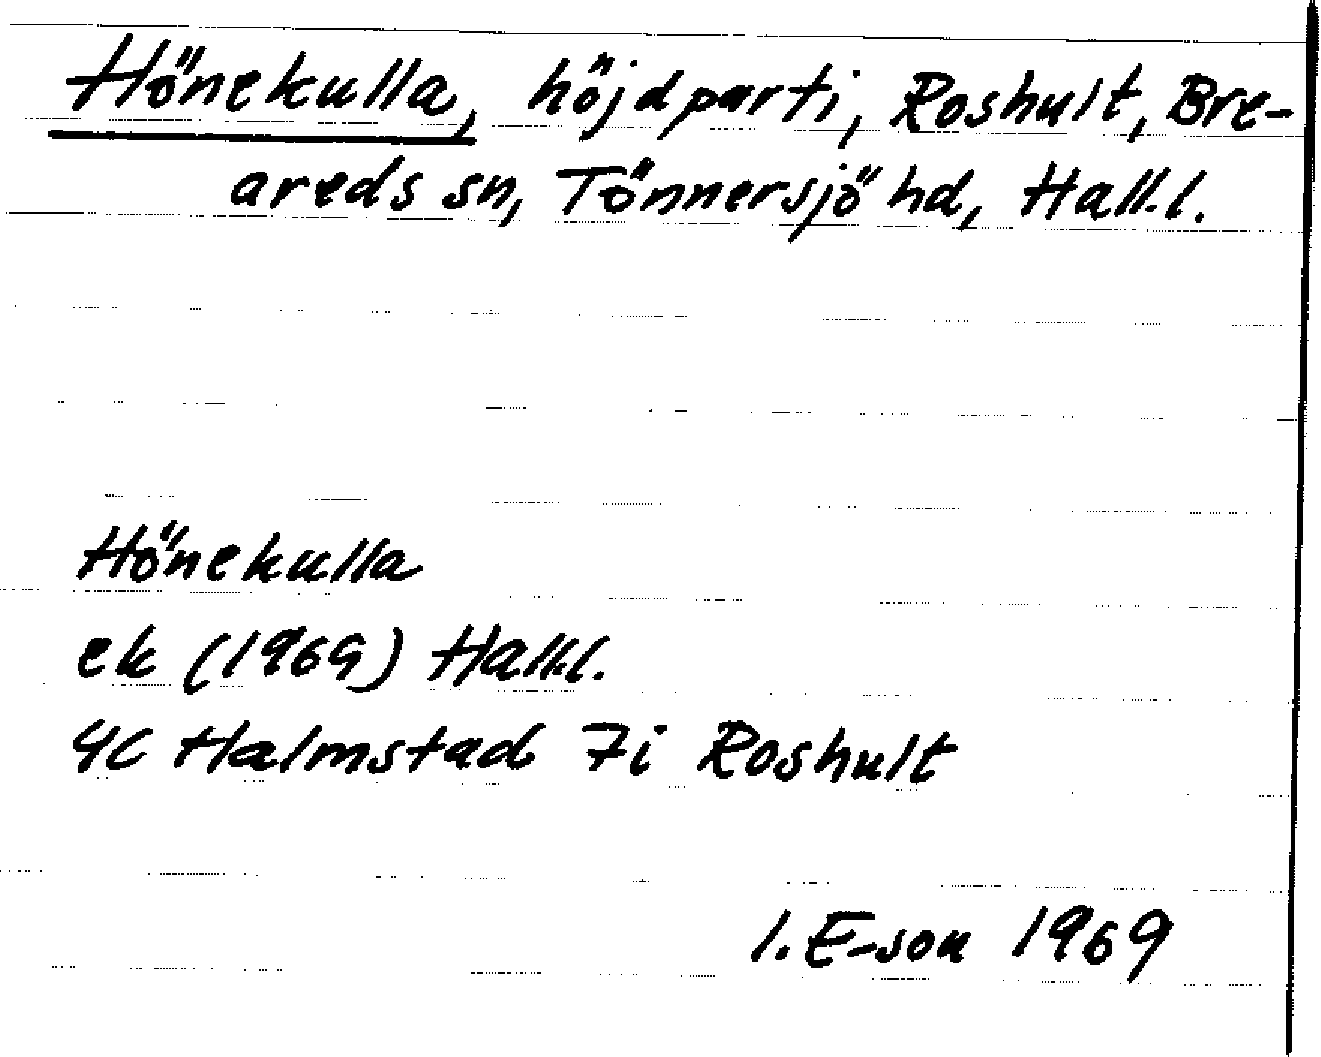 Hönekulla, höjdparti, Roshult, Bre-
areds sn, Tönnersjö hd, Hall.l.
Hönekulla
ek (1969) Hall.l.
4C Halmstad 7i Roshult
I. E-son 1969